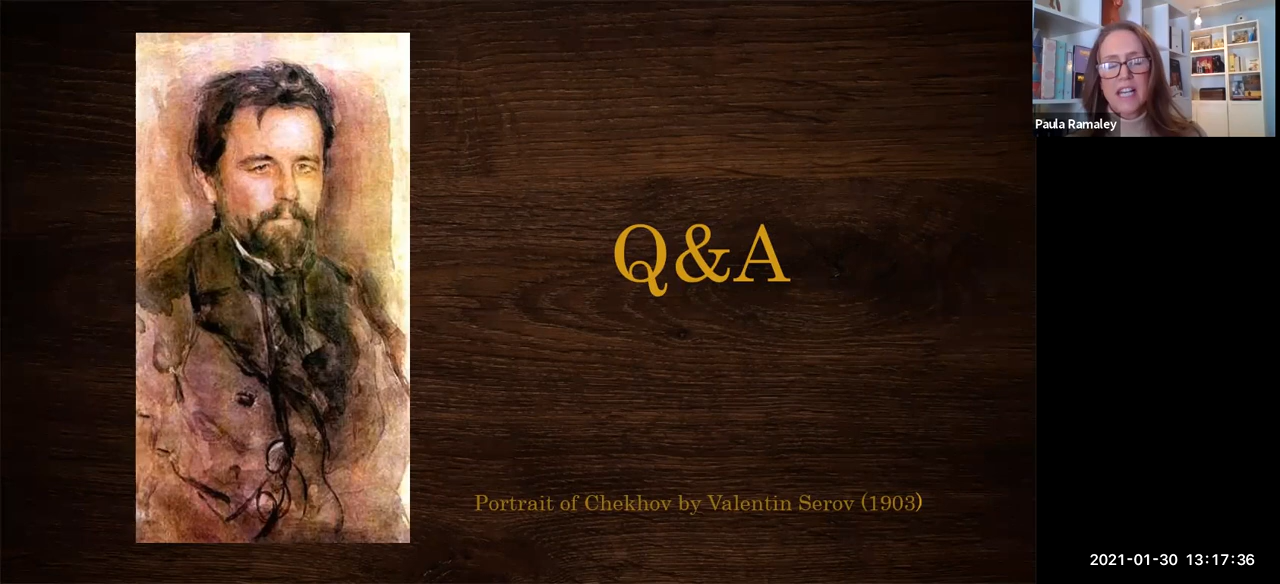 Q&A
Portrait of Chekhov by Valentin Serov (1903)
Paula Ramaley
2021-01-30 13:17:36